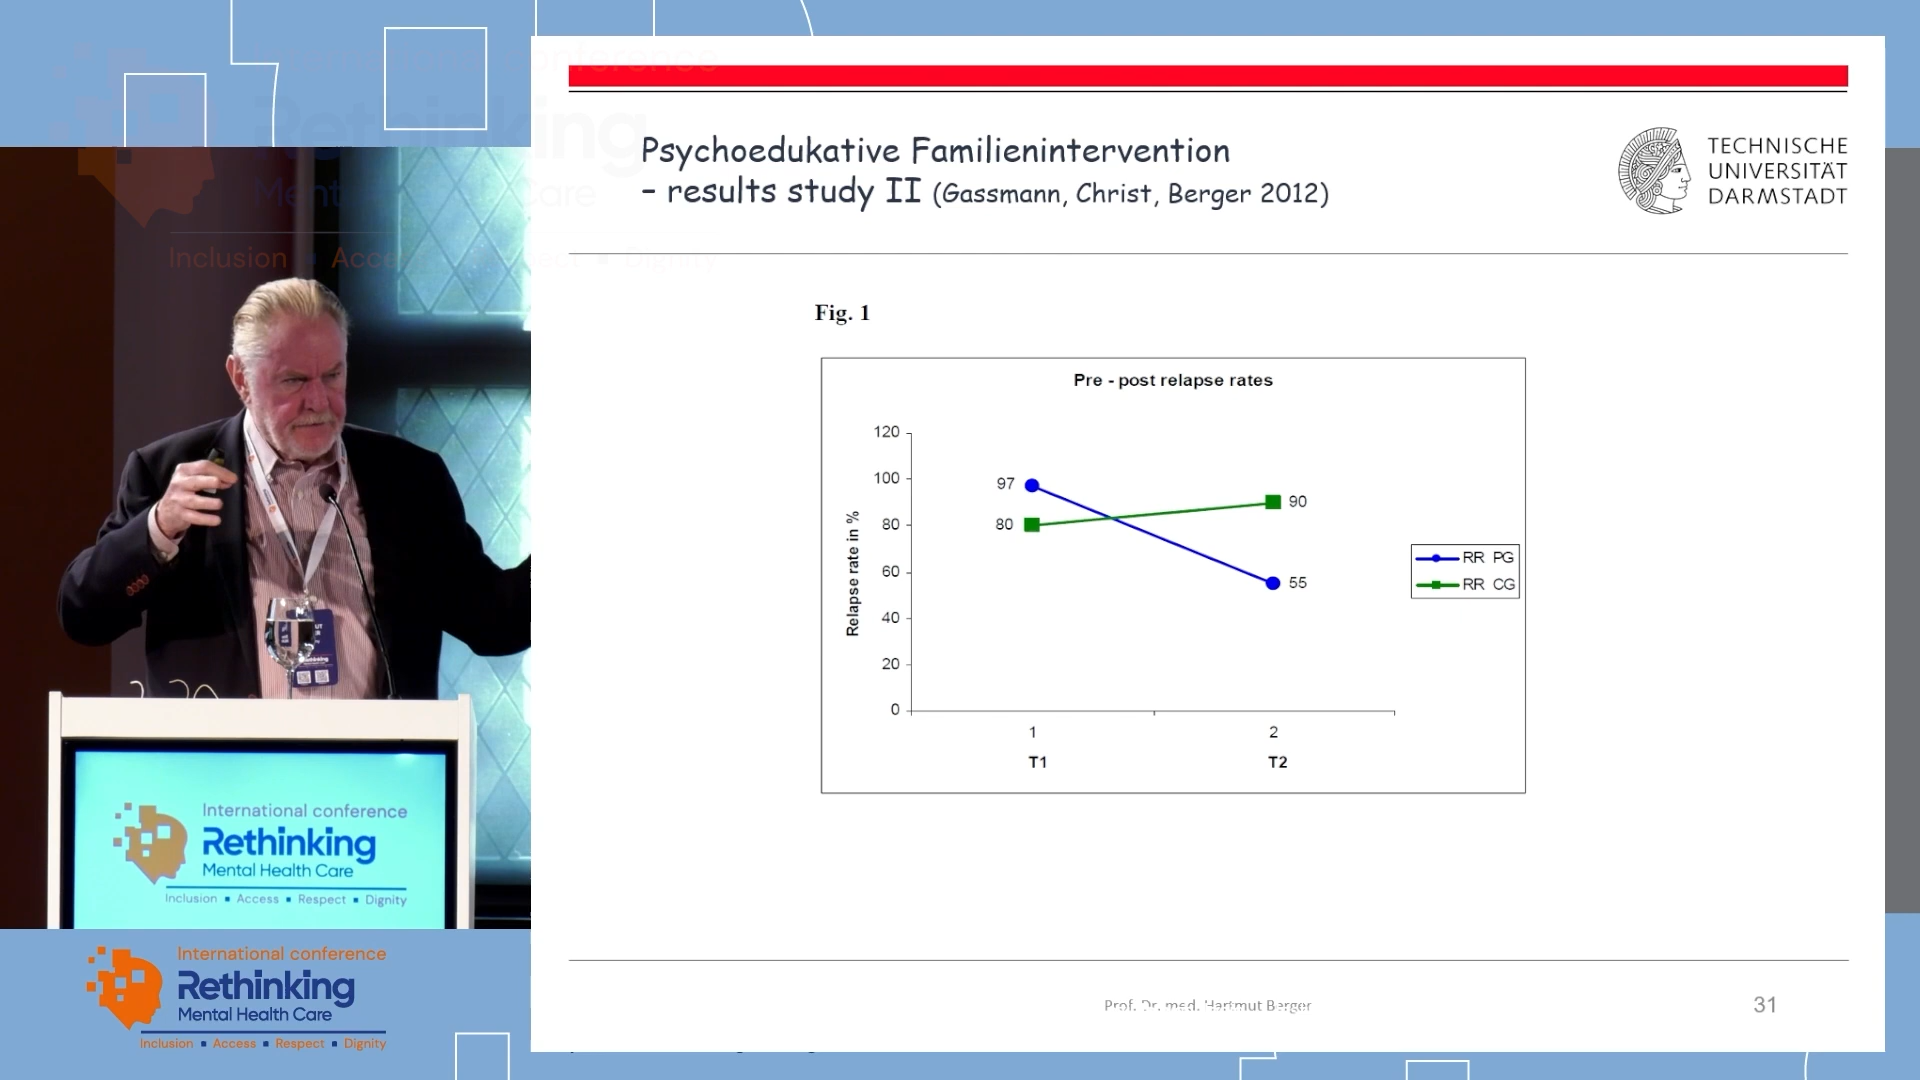 Psychoedukative Familienintervention
– results study II (Gassmann, Christ, Berger 2012)
TECHNISCHE
UNIVERSITÄT
DARMSTADT
Fig. 1
Pre - post relapse rates
Relapse rate in %
120
100
80
60
40
20
0
97
80
90
55
1
2
T1
T2
RR PG
RR CG
Prof. Dr. med. Hartmut Berger
31
International conference
Rethinking
Mental Health Care
Inclusion ▪ Access ▪ Respect ▪ Dignity
International conference
Rethinking
Mental Health Care
Inclusion ▪ Access ▪ Respect ▪ Dignity